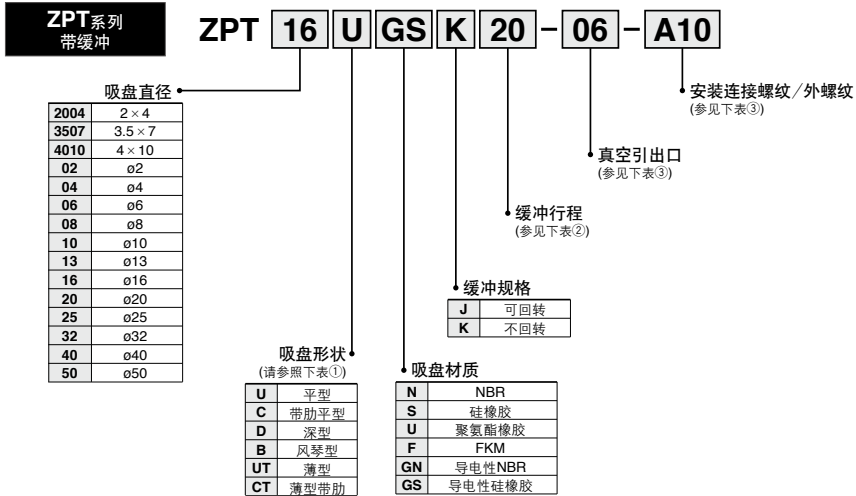 ZPT系列
带缓冲
ZPT 16 U GS K 20 - 06 - A10
安装连接螺纹/外螺纹
(参见下表③)
真空引出口
(参见下表③)
缓冲行程
(参见下表②)
缓冲规格
J 可回转
K 不回转
吸盘材质
N NBR
S 硅橡胶
U 聚氨酯橡胶
F FKM
GN 导电性NBR
GS 导电性硅橡胶
吸盘形状
(请参照下表①)
U 平型
C 带肋平型
D 深型
B 风琴型
UT 薄型
CT 薄型带肋
吸盘直径
2004 2×4
3507 3.5×7
4010 4×10
02 ø2
04 ø4
06 ø6
08 ø8
10 ø10
13 ø13
16 ø16
20 ø20
25 ø25
32 ø32
40 ø40
50 ø50